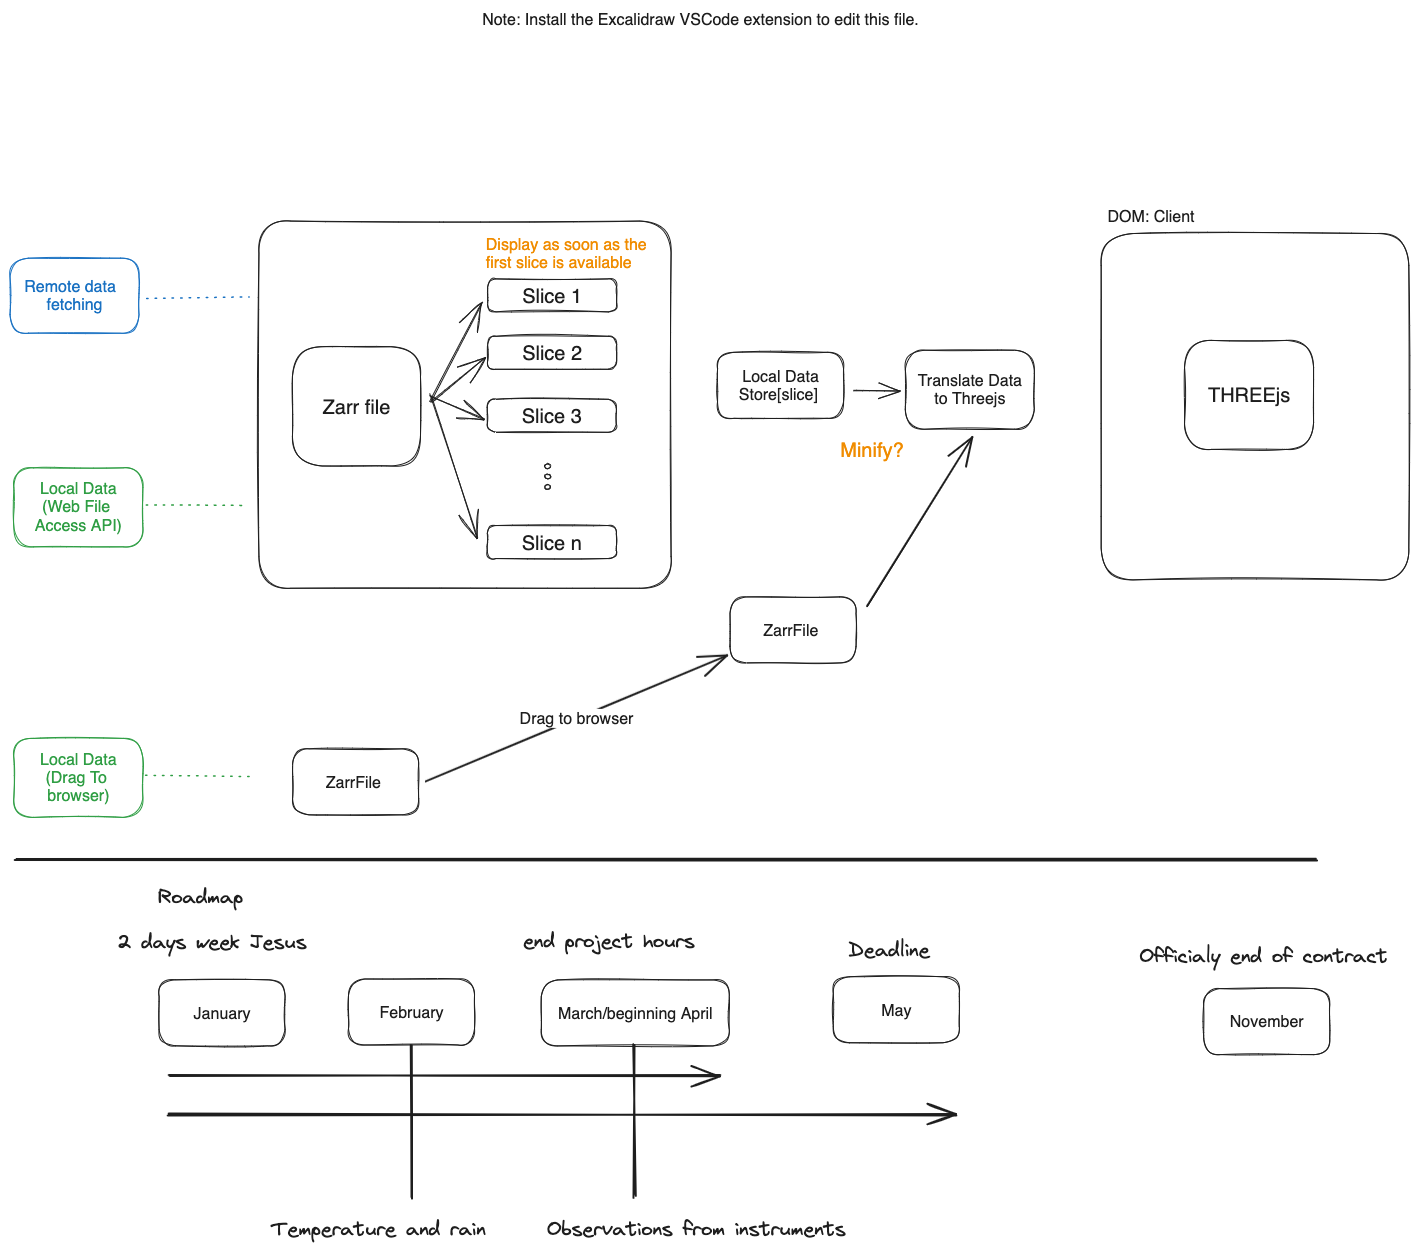 Note: Install the Excalidraw VSCode extension to edit this file.
DOM: Client
Display as soon as the
first slice is available
Remote data
fetching
Slice 1
Slice 2
Slice 3
Slice n
Zarr file
Local Data
Store[slice]
Translate Data
to Threejs
THREEjs
Minify?
Local Data
(Web File
Access API)
ZarrFile
Drag to browser
Local Data
(Drag To
browser)
ZarrFile
Roadmap
2 days week Jesus
end project hours
Deadline
Officialy end of contract
January
February
March/beginning April
May
November
Temperature and rain
Observations from instruments